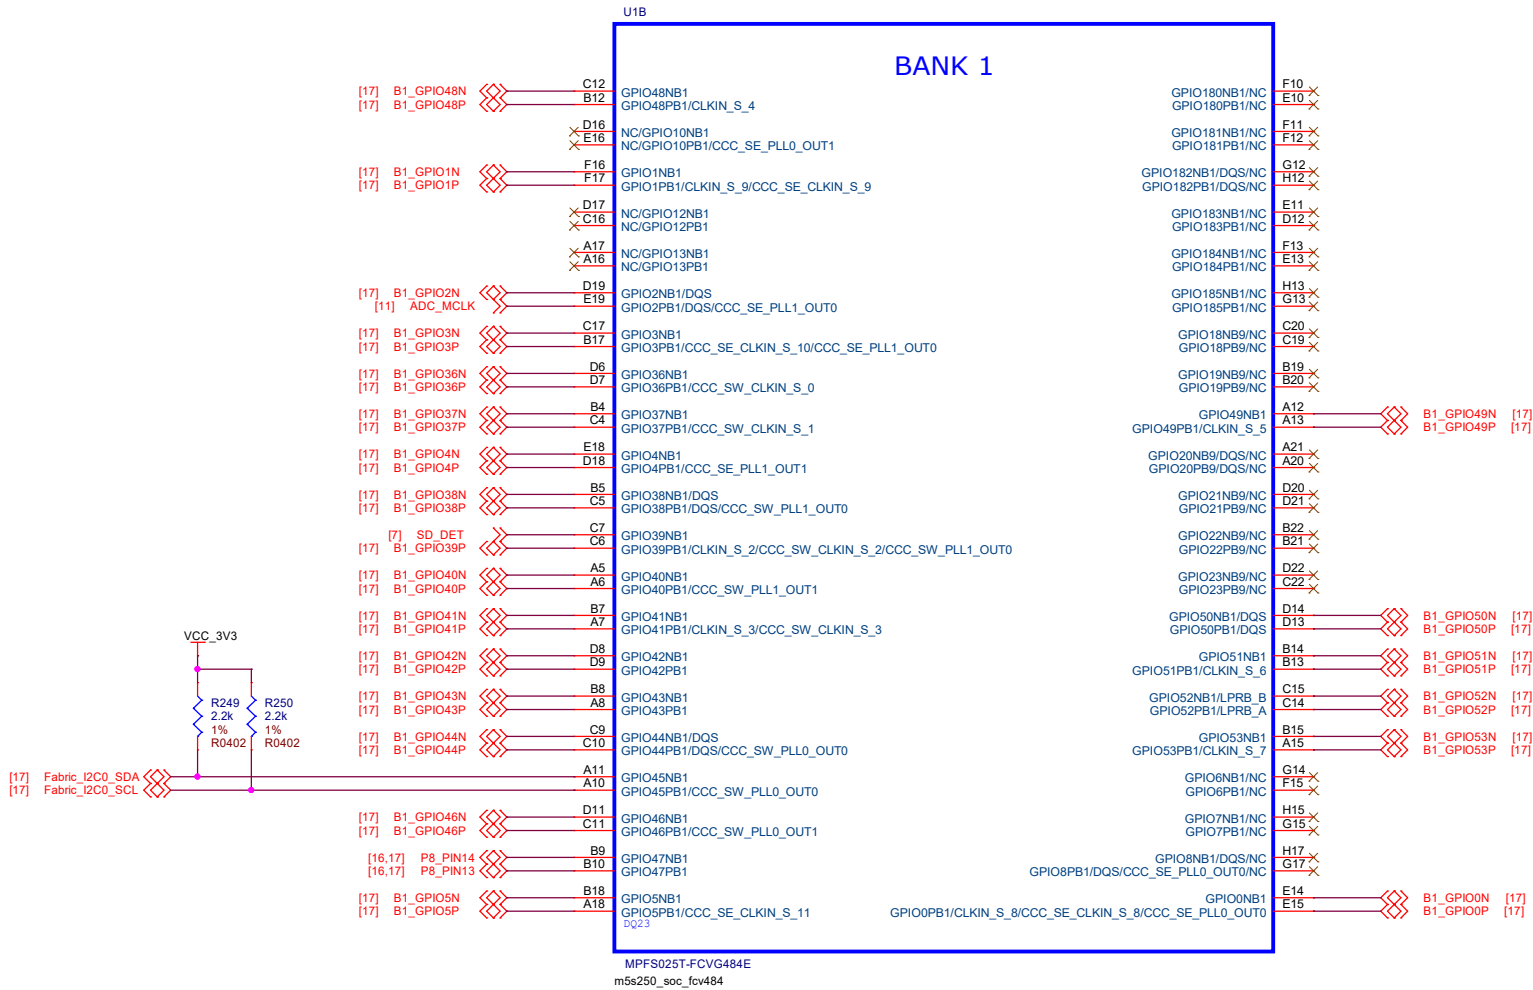 U1B
BANK 1
[17] B1_GPIO48N C12 GPIO48NB1
[17] B1_GPIO48P B12 GPIO48PB1/CLKIN_S_4
D16 NC/GPIO10NB1
E16 NC/GPIO10PB1/CCC_SE_PLL0_OUT1
[17] B1_GPIO1N F16 GPIO1NB1
[17] B1_GPIO1P F17 GPIO1PB1/CLKIN_S_9/CCC_SE_CLKIN_S_9
D17 NC/GPIO12NB1
C16 NC/GPIO12PB1
A17 NC/GPIO13NB1
A16 NC/GPIO13PB1
[17] B1_GPIO2N D19 GPIO2NB1/DQS
[11] ADC_MCLK E19 GPIO2PB1/DQS/CCC_SE_PLL1_OUT0
[17] B1_GPIO3N C17 GPIO3NB1
[17] B1_GPIO3P B17 GPIO3PB1/CCC_SE_CLKIN_S_10/CCC_SE_PLL1_OUT0
[17] B1_GPIO36N D6 GPIO36NB1
[17] B1_GPIO36P D7 GPIO36PB1/CCC_SW_CLKIN_S_0
[17] B1_GPIO37N B4 GPIO37NB1
[17] B1_GPIO37P C4 GPIO37PB1/CCC_SW_CLKIN_S_1
[17] B1_GPIO4N E18 GPIO4NB1
[17] B1_GPIO4P D18 GPIO4PB1/CCC_SE_PLL1_OUT1
[17] B1_GPIO38N B5 GPIO38NB1/DQS
[17] B1_GPIO38P C5 GPIO38PB1/DQS/CCC_SW_PLL1_OUT0
[7] SD_DET C7 GPIO39NB1
[17] B1_GPIO39P C6 GPIO39PB1/CLKIN_S_2/CCC_SW_CLKIN_S_2/CCC_SW_PLL1_OUT0
[17] B1_GPIO40N A5 GPIO40NB1
[17] B1_GPIO40P A6 GPIO40PB1/CCC_SW_PLL1_OUT1
[17] B1_GPIO41N B7 GPIO41NB1
[17] B1_GPIO41P A7 GPIO41PB1/CLKIN_S_3/CCC_SW_CLKIN_S_3
[17] B1_GPIO42N D8 GPIO42NB1
[17] B1_GPIO42P D9 GPIO42PB1
[17] B1_GPIO43N B8 GPIO43NB1
[17] B1_GPIO43P A8 GPIO43PB1
[17] B1_GPIO44N C9 GPIO44NB1/DQS
[17] B1_GPIO44P C10 GPIO44PB1/DQS/CCC_SW_PLL0_OUT0
VCC_3V3
R249
2.2k
1%
R0402
R250
2.2k
1%
R0402
[17] Fabric_I2C0_SDA A11 GPIO45NB1
[17] Fabric_I2C0_SCL A10 GPIO45PB1/CCC_SW_PLL0_OUT0
[17] B1_GPIO46N D11 GPIO46NB1
[17] B1_GPIO46P C11 GPIO46PB1/CCC_SW_PLL0_OUT1
[16,17] P8_PIN14 B9 GPIO47NB1
[16,17] P8_PIN13 B10 GPIO47PB1
[17] B1_GPIO5N B18 GPIO5NB1
[17] B1_GPIO5P A18 GPIO5PB1/CCC_SE_CLKIN_S_11
DQ23
GPIO180NB1/NC F10
GPIO180PB1/NC E10
GPIO181NB1/NC F11
GPIO181PB1/NC F12
GPIO182NB1/DQS/NC G12
GPIO182PB1/DQS/NC H12
GPIO183NB1/NC E11
GPIO183PB1/NC D12
GPIO184NB1/NC F13
GPIO184PB1/NC E13
GPIO185NB1/NC H13
GPIO185PB1/NC G13
GPIO18NB9/NC C20
GPIO18PB9/NC C19
GPIO19NB9/NC B19
GPIO19PB9/NC B20
GPIO49NB1 A12 B1_GPIO49N [17]
GPIO49PB1/CLKIN_S_5 A13 B1_GPIO49P [17]
GPIO20NB9/DQS/NC A21
GPIO20PB9/DQS/NC A20
GPIO21NB9/NC D20
GPIO21PB9/NC D21
GPIO22NB9/NC B22
GPIO22PB9/NC B21
GPIO23NB9/NC D22
GPIO23PB9/NC C22
GPIO50NB1/DQS D14 B1_GPIO50N [17]
GPIO50PB1/DQS D13 B1_GPIO50P [17]
GPIO51NB1 B14 B1_GPIO51N [17]
GPIO51PB1/CLKIN_S_6 B13 B1_GPIO51P [17]
GPIO52NB1/LPRB_B C15 B1_GPIO52N [17]
GPIO52PB1/LPRB_A C14 B1_GPIO52P [17]
GPIO53NB1 B15 B1_GPIO53N [17]
GPIO53PB1/CLKIN_S_7 A15 B1_GPIO53P [17]
GPIO6NB1/NC G14
GPIO6PB1/NC F15
GPIO7NB1/NC H15
GPIO7PB1/NC G15
GPIO8NB1/DQS/NC H17
GPIO8PB1/DQS/CCC_SE_PLL0_OUT0/NC G17
GPIO0NB1 E14 B1_GPIO0N [17]
GPIO0PB1/CLKIN_S_8/CCC_SE_CLKIN_S_8/CCC_SE_PLL0_OUT0 E15 B1_GPIO0P [17]
MPFS025T-FCVG484E
m5s250_soc_fcv484